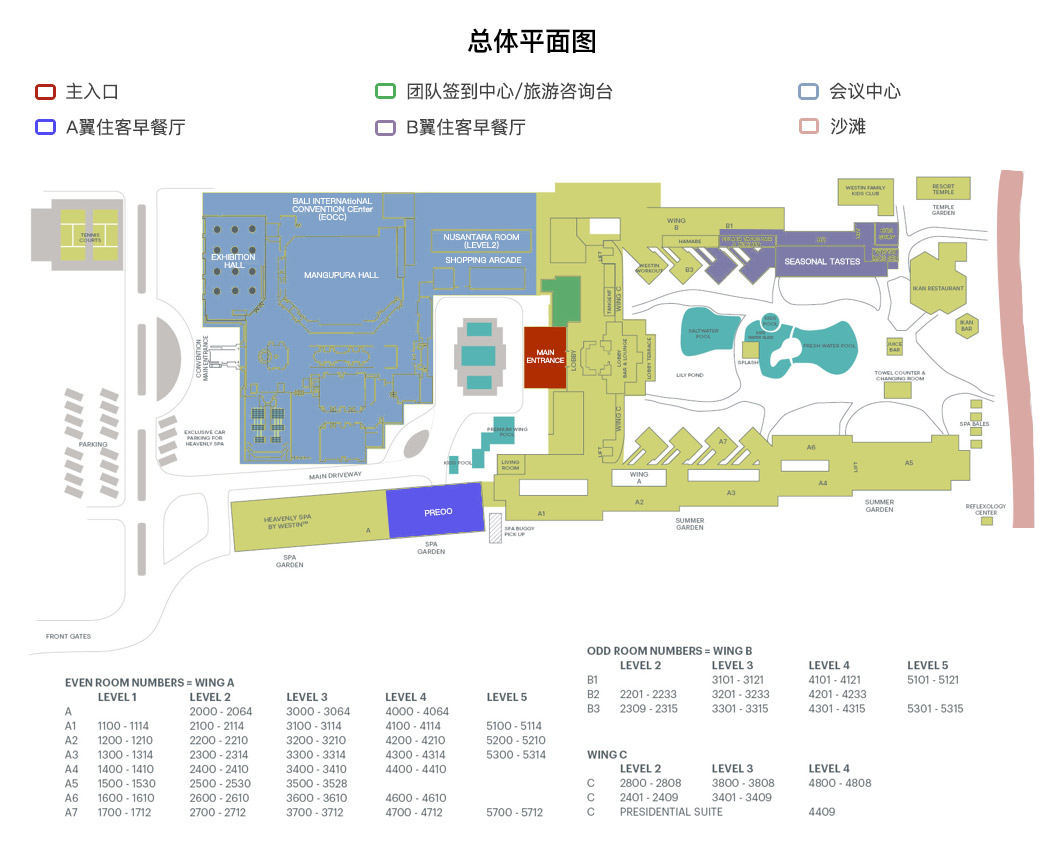 总体平面图
主入口
团队签到中心/旅游咨询台
会议中心
A翼住客早餐厅
B翼住客早餐厅
沙滩
TENNIS
COURTS
BALI INTERNAtioNAL
CONVENTION CEnter
(EOCC)
NUSANTARA ROOM
(LEVEL2)
SHOPPING ARCADE
EXHIBITION
HALL
MANGUPURA HALL
CONVENTION
MAIN ENTRANCE
PARKING
EXCLUSIVE CAR
PARKING FOR
HEAVENLY SPA
MAIN DRIVEWAY
MAIN
ENTRANCE
LOBBY
LOBBY
BAR & LOUNGE
LOBBY TERRACE
TANGENT
WING C
WING C
LIFT
LIFT
WING
B
B1
HAMABE
WESTIN
WORKOUT
B3
SEASONAL TASTES
WESTIN FAMILY
KIDS CLUB
RESORT
TEMPLE
TEMPLE
GARDEN
IKAN RESTAURANT
IKAN
BAR
JUICE
BAR
SALTWATER
POOL
KIDS
POOL
FRESH WATER POOL
SPLASH
LILY POND
TOWEL COUNTER &
CHANGING ROOM
SPA BALES
REFLEXOLOGY
CENTER
PREMIUM WING
POOL
KIDS POOL
LIVING
ROOM
WING
A
A1
A2
A3
A4
A5
A6
A7
LIFT
SUMMER
GARDEN
SUMMER
GARDEN
HEAVENLY SPA
BY WESTIN™
A
PREOO
SPA BUGGY
PICK UP
SPA
GARDEN
SPA
GARDEN
FRONT GATES
EVEN ROOM NUMBERS = WING A
LEVEL 1 LEVEL 2 LEVEL 3 LEVEL 4 LEVEL 5
A 2000 - 2064 3000 - 3064 4000 - 4064
A1 1100 - 1114 2100 - 2114 3100 - 3114 4100 - 4114 5100 - 5114
A2 1200 - 1210 2200 - 2210 3200 - 3210 4200 - 4210 5200 - 5210
A3 1300 - 1314 2300 - 2314 3300 - 3314 4300 - 4314 5300 - 5314
A4 1400 - 1410 2400 - 2410 3400 - 3410 4400 - 4410
A5 1500 - 1530 2500 - 2530 3500 - 3528
A6 1600 - 1610 2600 - 2610 3600 - 3610 4600 - 4610
A7 1700 - 1712 2700 - 2712 3700 - 3712 4700 - 4712 5700 - 5712
ODD ROOM NUMBERS = WING B
LEVEL 2 LEVEL 3 LEVEL 4 LEVEL 5
B1 3101 - 3121 4101 - 4121 5101 - 5121
B2 2201 - 2233 3201 - 3233 4201 - 4233
B3 2309 - 2315 3301 - 3315 4301 - 4315 5301 - 5315
WING C
LEVEL 2 LEVEL 3 LEVEL 4
C 2800 - 2808 3800 - 3808 4800 - 4808
C 2401 - 2409 3401 - 3409
C PRESIDENTIAL SUITE 4409